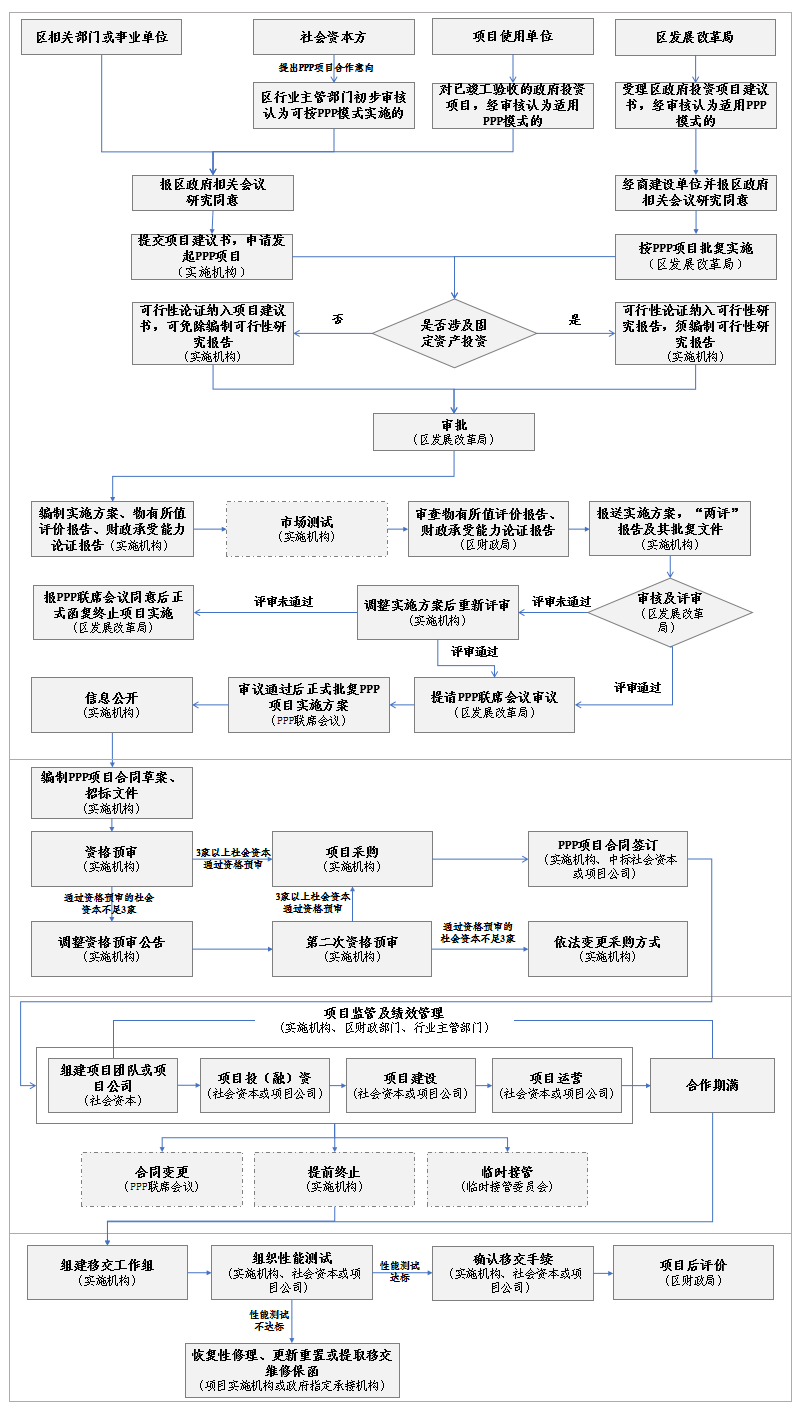 区相关部门或事业单位
社会资本方
项目使用单位
区发展改革局
提出PPP项目合作意向
区行业主管部门初步审核
认为可按PPP模式实施的
对已竣工验收的政府投资
项目，经审核认为适用
PPP模式的
受理区政府投资项目建议
书，经审核认为适用PPP
模式的
报区政府相关会议
研究同意
经商建设单位并报区政府
相关会议研究同意
提交项目建议书，申请发
起PPP项目
（实施机构）
按PPP项目批复实施
（区发展改革局）
可行性论证纳入项目建议
书，可免除编制可行性研
究报告
（实施机构）
否
是否涉及固
定资产投资
是
可行性论证纳入可行性研
究报告，须编制可行性研
究报告
（实施机构）
审批
（区发展改革局）
编制实施方案、物有所值
评价报告、财政承受能力
论证报告（实施机构）
市场测试
（实施机构）
审查物有所值评价报告、
财政承受能力论证报告
（区财政局）
报送实施方案，“两评”
报告及其批复文件
（实施机构）
报PPP联席会议同意后正
式函复终止项目实施
（区发展改革局）
评审未通过
调整实施方案后重新评审
（实施机构）
评审未通过
审核及评审
（区发展改革
局）
评审通过
评审通过
信息公开
（实施机构）
审议通过后正式批复PPP
项目实施方案
（PPP联席会议）
提请PPP联席会议审议
（区发展改革局）
编制PPP项目合同草案、
招标文件
（实施机构）
资格预审
（实施机构）
3家以上社会资本
通过资格预审
项目采购
（实施机构）
PPP项目合同签订
（实施机构、中标社会资本
或项目公司）
通过资格预审的社会
资本不足3家
3家以上社会资本
通过资格预审
调整资格预审公告
（实施机构）
第二次资格预审
（实施机构）
通过资格预审的
社会资本不足3家
依法变更采购方式
（实施机构）
项目监管及绩效管理
（实施机构、区财政部门、行业主管部门）
组建项目团队或项
目公司
（社会资本）
项目投（融）资
（社会资本或项目公司）
项目建设
（社会资本或项目公司）
项目运营
（社会资本或项目公司）
合作期满
合同变更
（PPP联席会议）
提前终止
（实施机构）
临时接管
（临时接管委员会）
组建移交工作组
（实施机构）
组织性能测试
（实施机构、社会资本或项
目公司）
性能测试
达标
确认移交手续
（实施机构、社会资本或项
目公司）
项目后评价
（区财政局）
性能测试
不达标
恢复性修理、更新重置或提取移交
维修保函
（项目实施机构或政府指定承接机构）